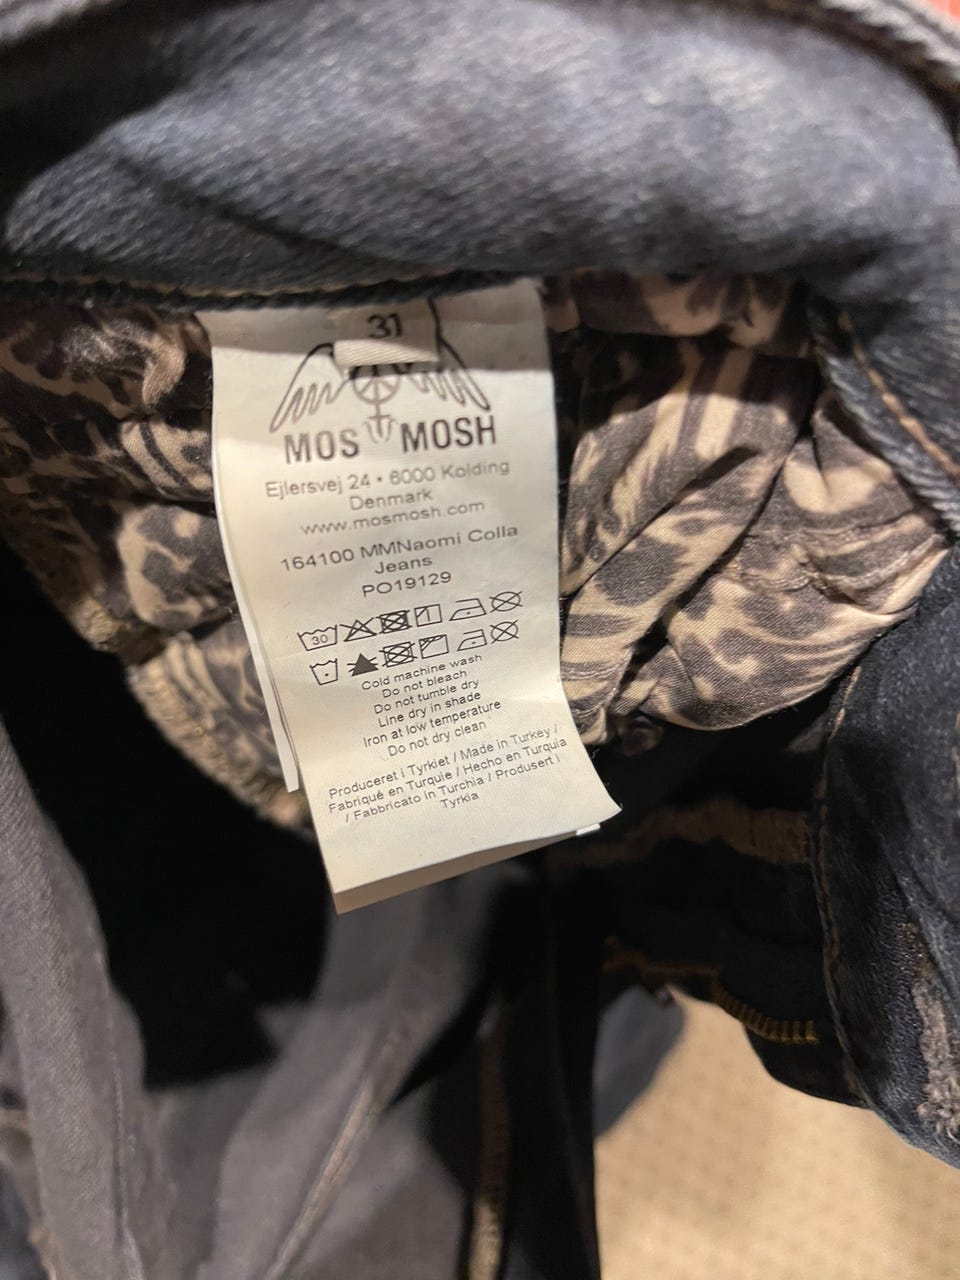 31
MOS MOSH
Ejlersvej 24 • 6000 Kolding
Denmark
www.mosmosh.com
164100 MMNaomi Colla
Jeans
PO19129
30
Cold machine wash
Do not bleach
Do not tumble dry
Line dry in shade
Iron at low temperature
Do not dry clean
Produceret i Tyrkiet / Made in Turkey /
Fabriqué en Turquie / Hecho en Turquia
/ Fabbricato in Turchia / Produsert i
Tyrkia